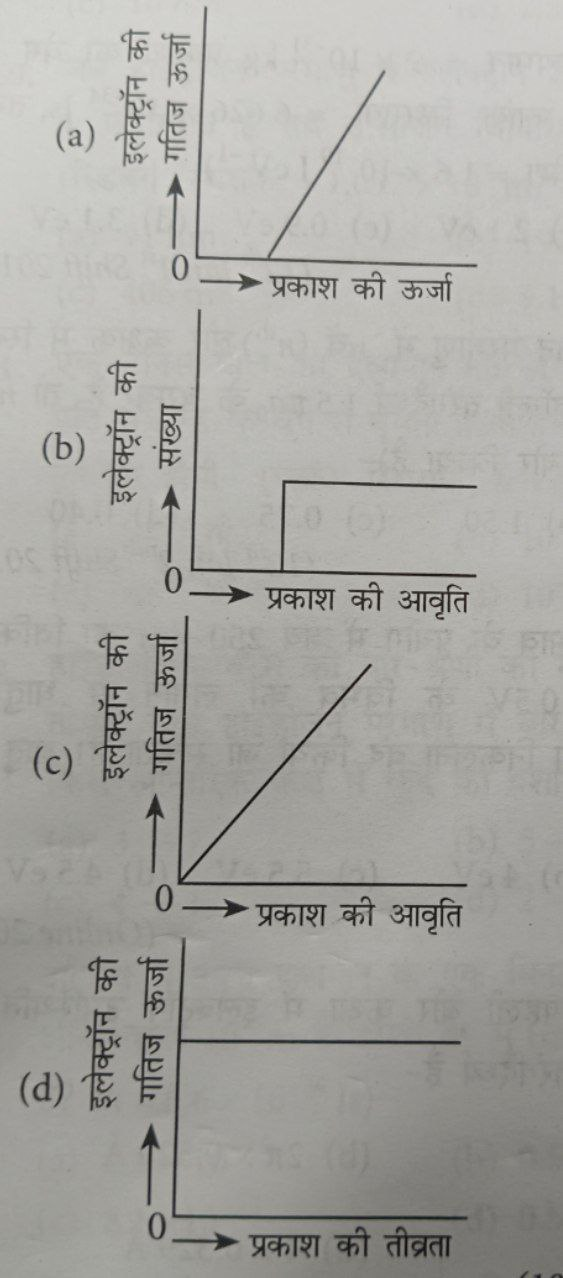 (a)
इलेक्ट्रॉन की
गतिज ऊर्जा
0
प्रकाश की ऊर्जा
(b)
इलेक्ट्रॉन की
संख्या
0
प्रकाश की आवृति
(c)
इलेक्ट्रॉन की
गतिज ऊर्जा
0
प्रकाश की आवृति
(d)
इलेक्ट्रॉन की
गतिज ऊर्जा
0
प्रकाश की तीव्रता